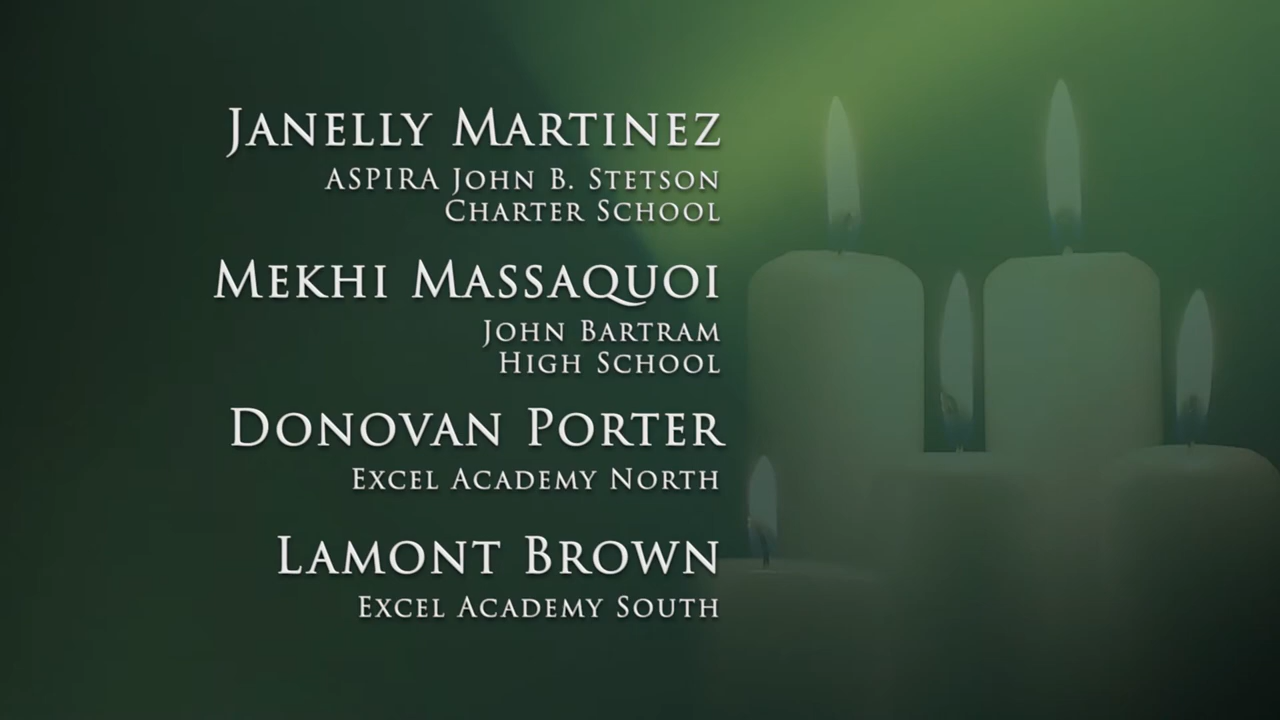 Janelly Martinez
ASPIRA John B. Stetson
Charter School
Mekhi Massaquoi
John Bartram
High School
Donovan Porter
Excel Academy North
Lamont Brown
Excel Academy South